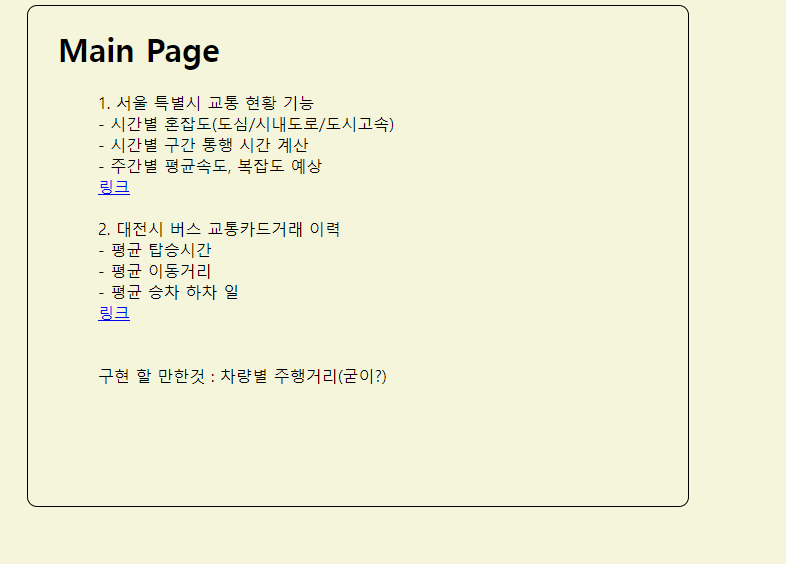 Main Page
1. 서울 특별시 교통 현황 기능
- 시간별 혼잡도(도심/시내도로/도시고속)
- 시간별 구간 통행 시간 계산
- 주간별 평균속도, 복잡도 예상
링크
2. 대전시 버스 교통카드거래 이력
- 평균 탑승시간
- 평균 이동거리
- 평균 승차 하차 일
링크
구현 할 만한것 : 차량별 주행거리(굳이?)